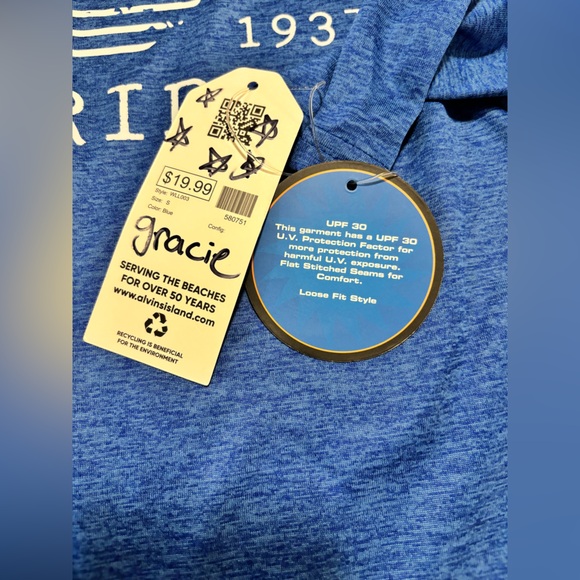 193
RID
$19.99
Style: WLL003
Size: S
Color: Blue
Config:
580751
gracie
SERVING THE BEACHES
FOR OVER 50 YEARS
www.alvinsisland.com
RECYCLING IS BENEFICIAL
FOR THE ENVIRONMENT
UPF 30
This garment has a UPF 30
U.V. Protection Factor for
more protection from
harmful U.V. exposure.
Flat Stitched Seams for
Comfort.
Loose Fit Style